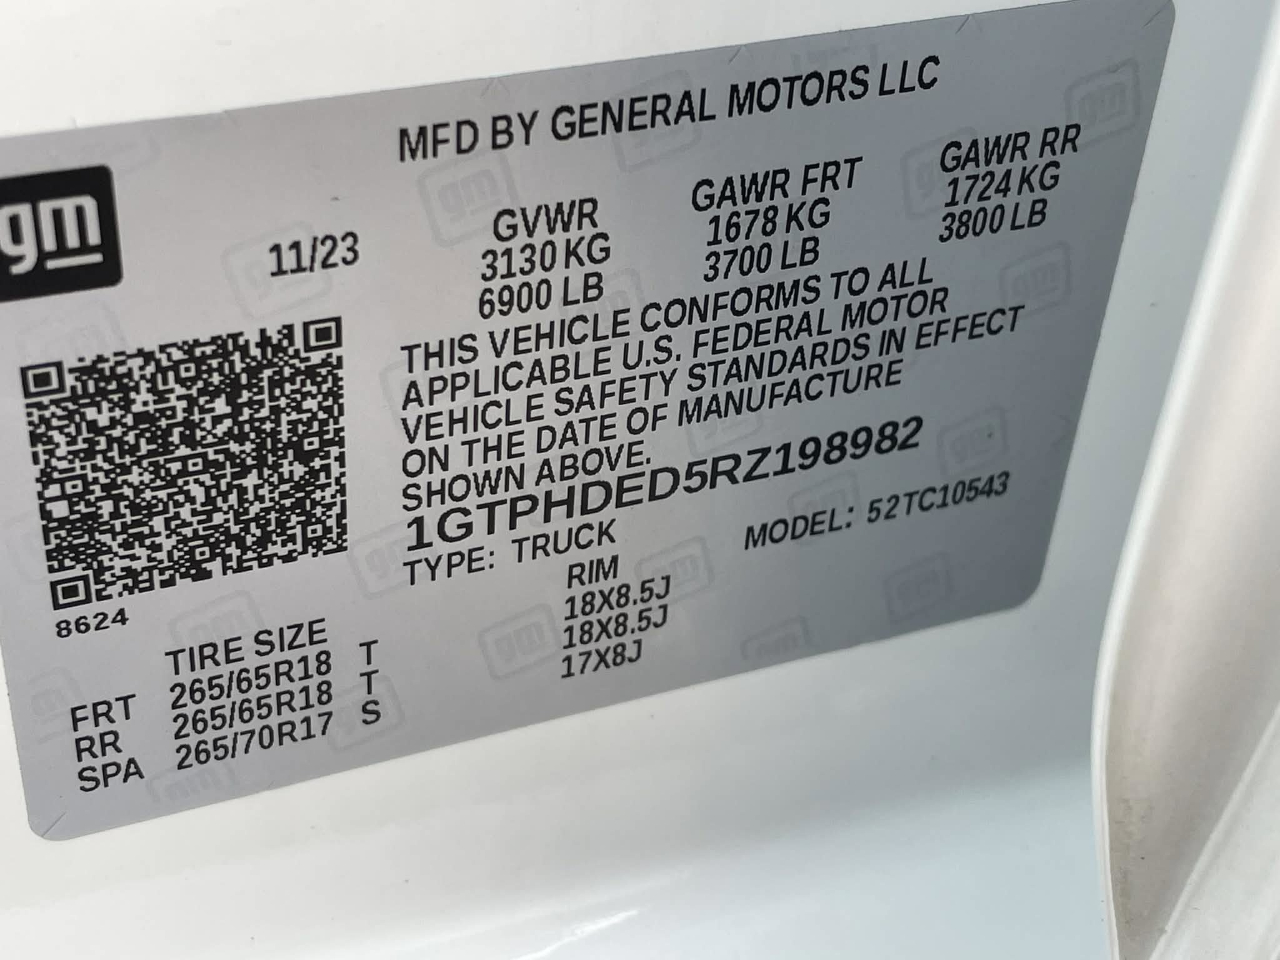 MFD BY GENERAL MOTORS LLC
gm
11/23
GVWR
3130 KG
6900 LB
GAWR FRT
1678 KG
3700 LB
GAWR RR
1724 KG
3800 LB
THIS VEHICLE CONFORMS TO ALL
APPLICABLE U.S. FEDERAL MOTOR
VEHICLE SAFETY STANDARDS IN EFFECT
ON THE DATE OF MANUFACTURE
SHOWN ABOVE.
1GTPHDED5RZ198982
TYPE: TRUCK MODEL: 52TC10543
8624
TIRE SIZE RIM
FRT 265/65R18 T 18X8.5J
RR 265/65R18 T 18X8.5J
SPA 265/70R17 S 17X8J